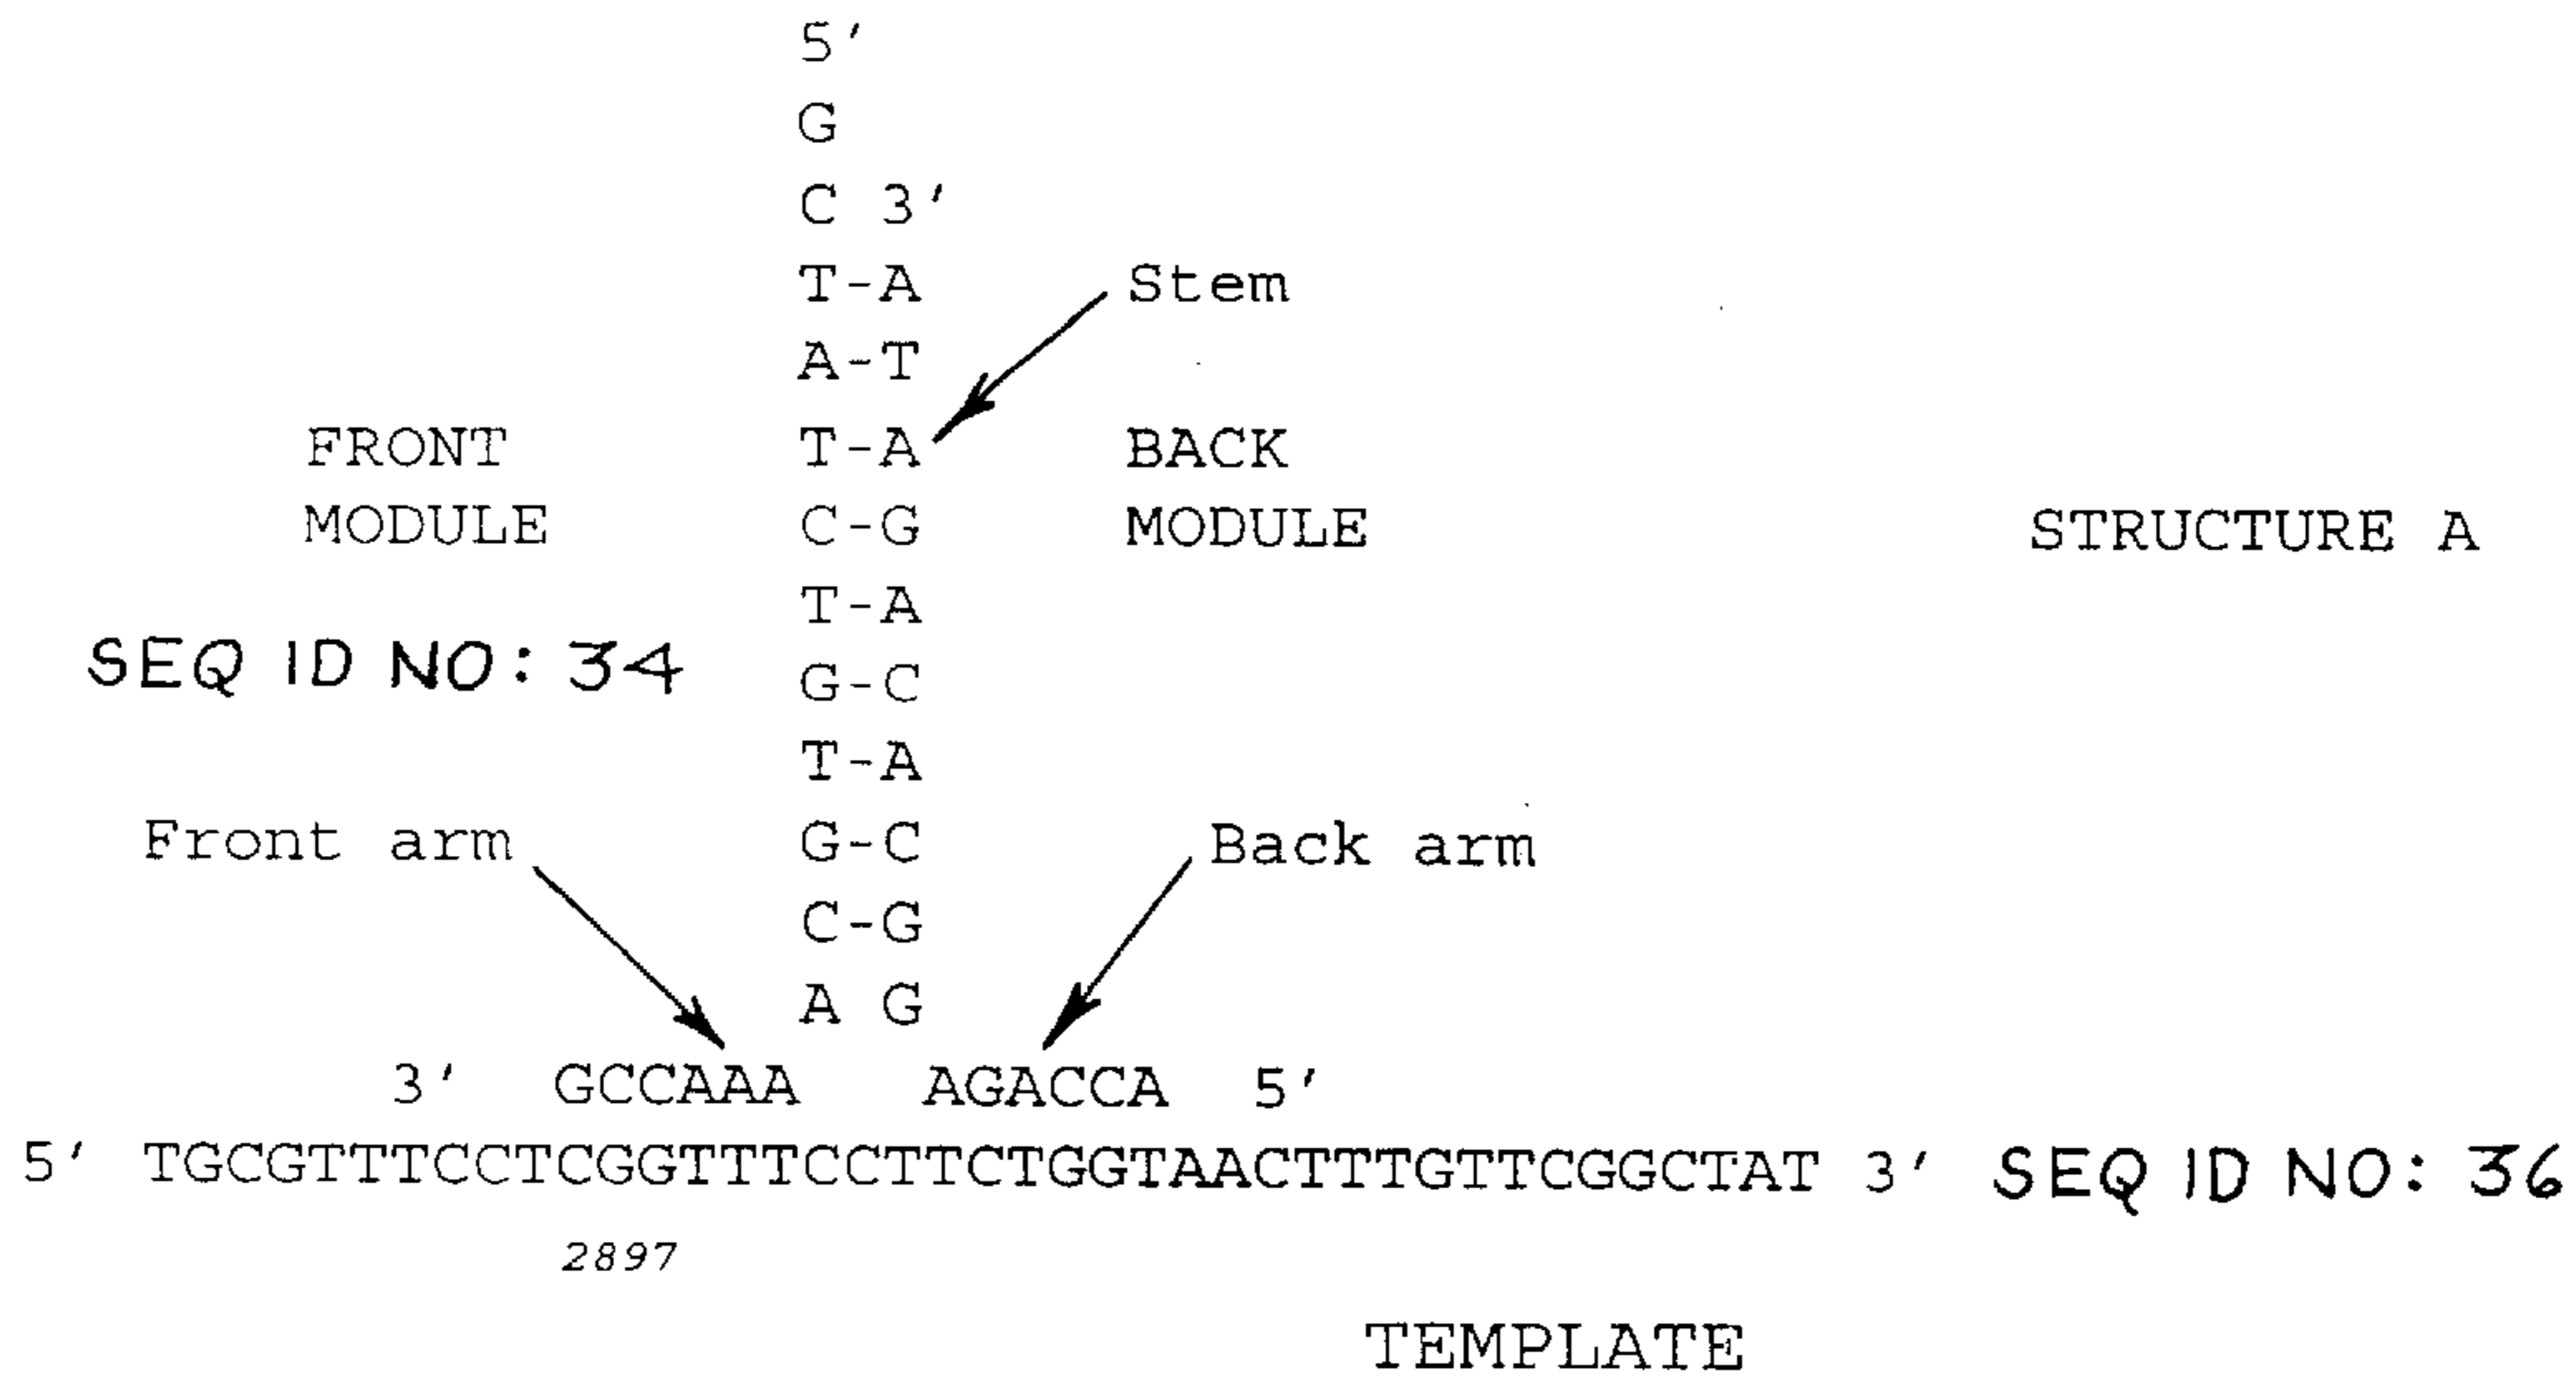 5'
G
C 3'
T-A Stem
A-T
FRONT T-A BACK
MODULE C-G MODULE STRUCTURE A
T-A
SEQ ID NO: 34 G-C
T-A
Front arm G-C Back arm
C-G
A G
3' GCCAAA AGACCA 5'
5' TGCGTTTCCTCGGTTTCCTTCTGGTAACTTTGTTCGGCTAT 3' SEQ ID NO: 36
2897
TEMPLATE